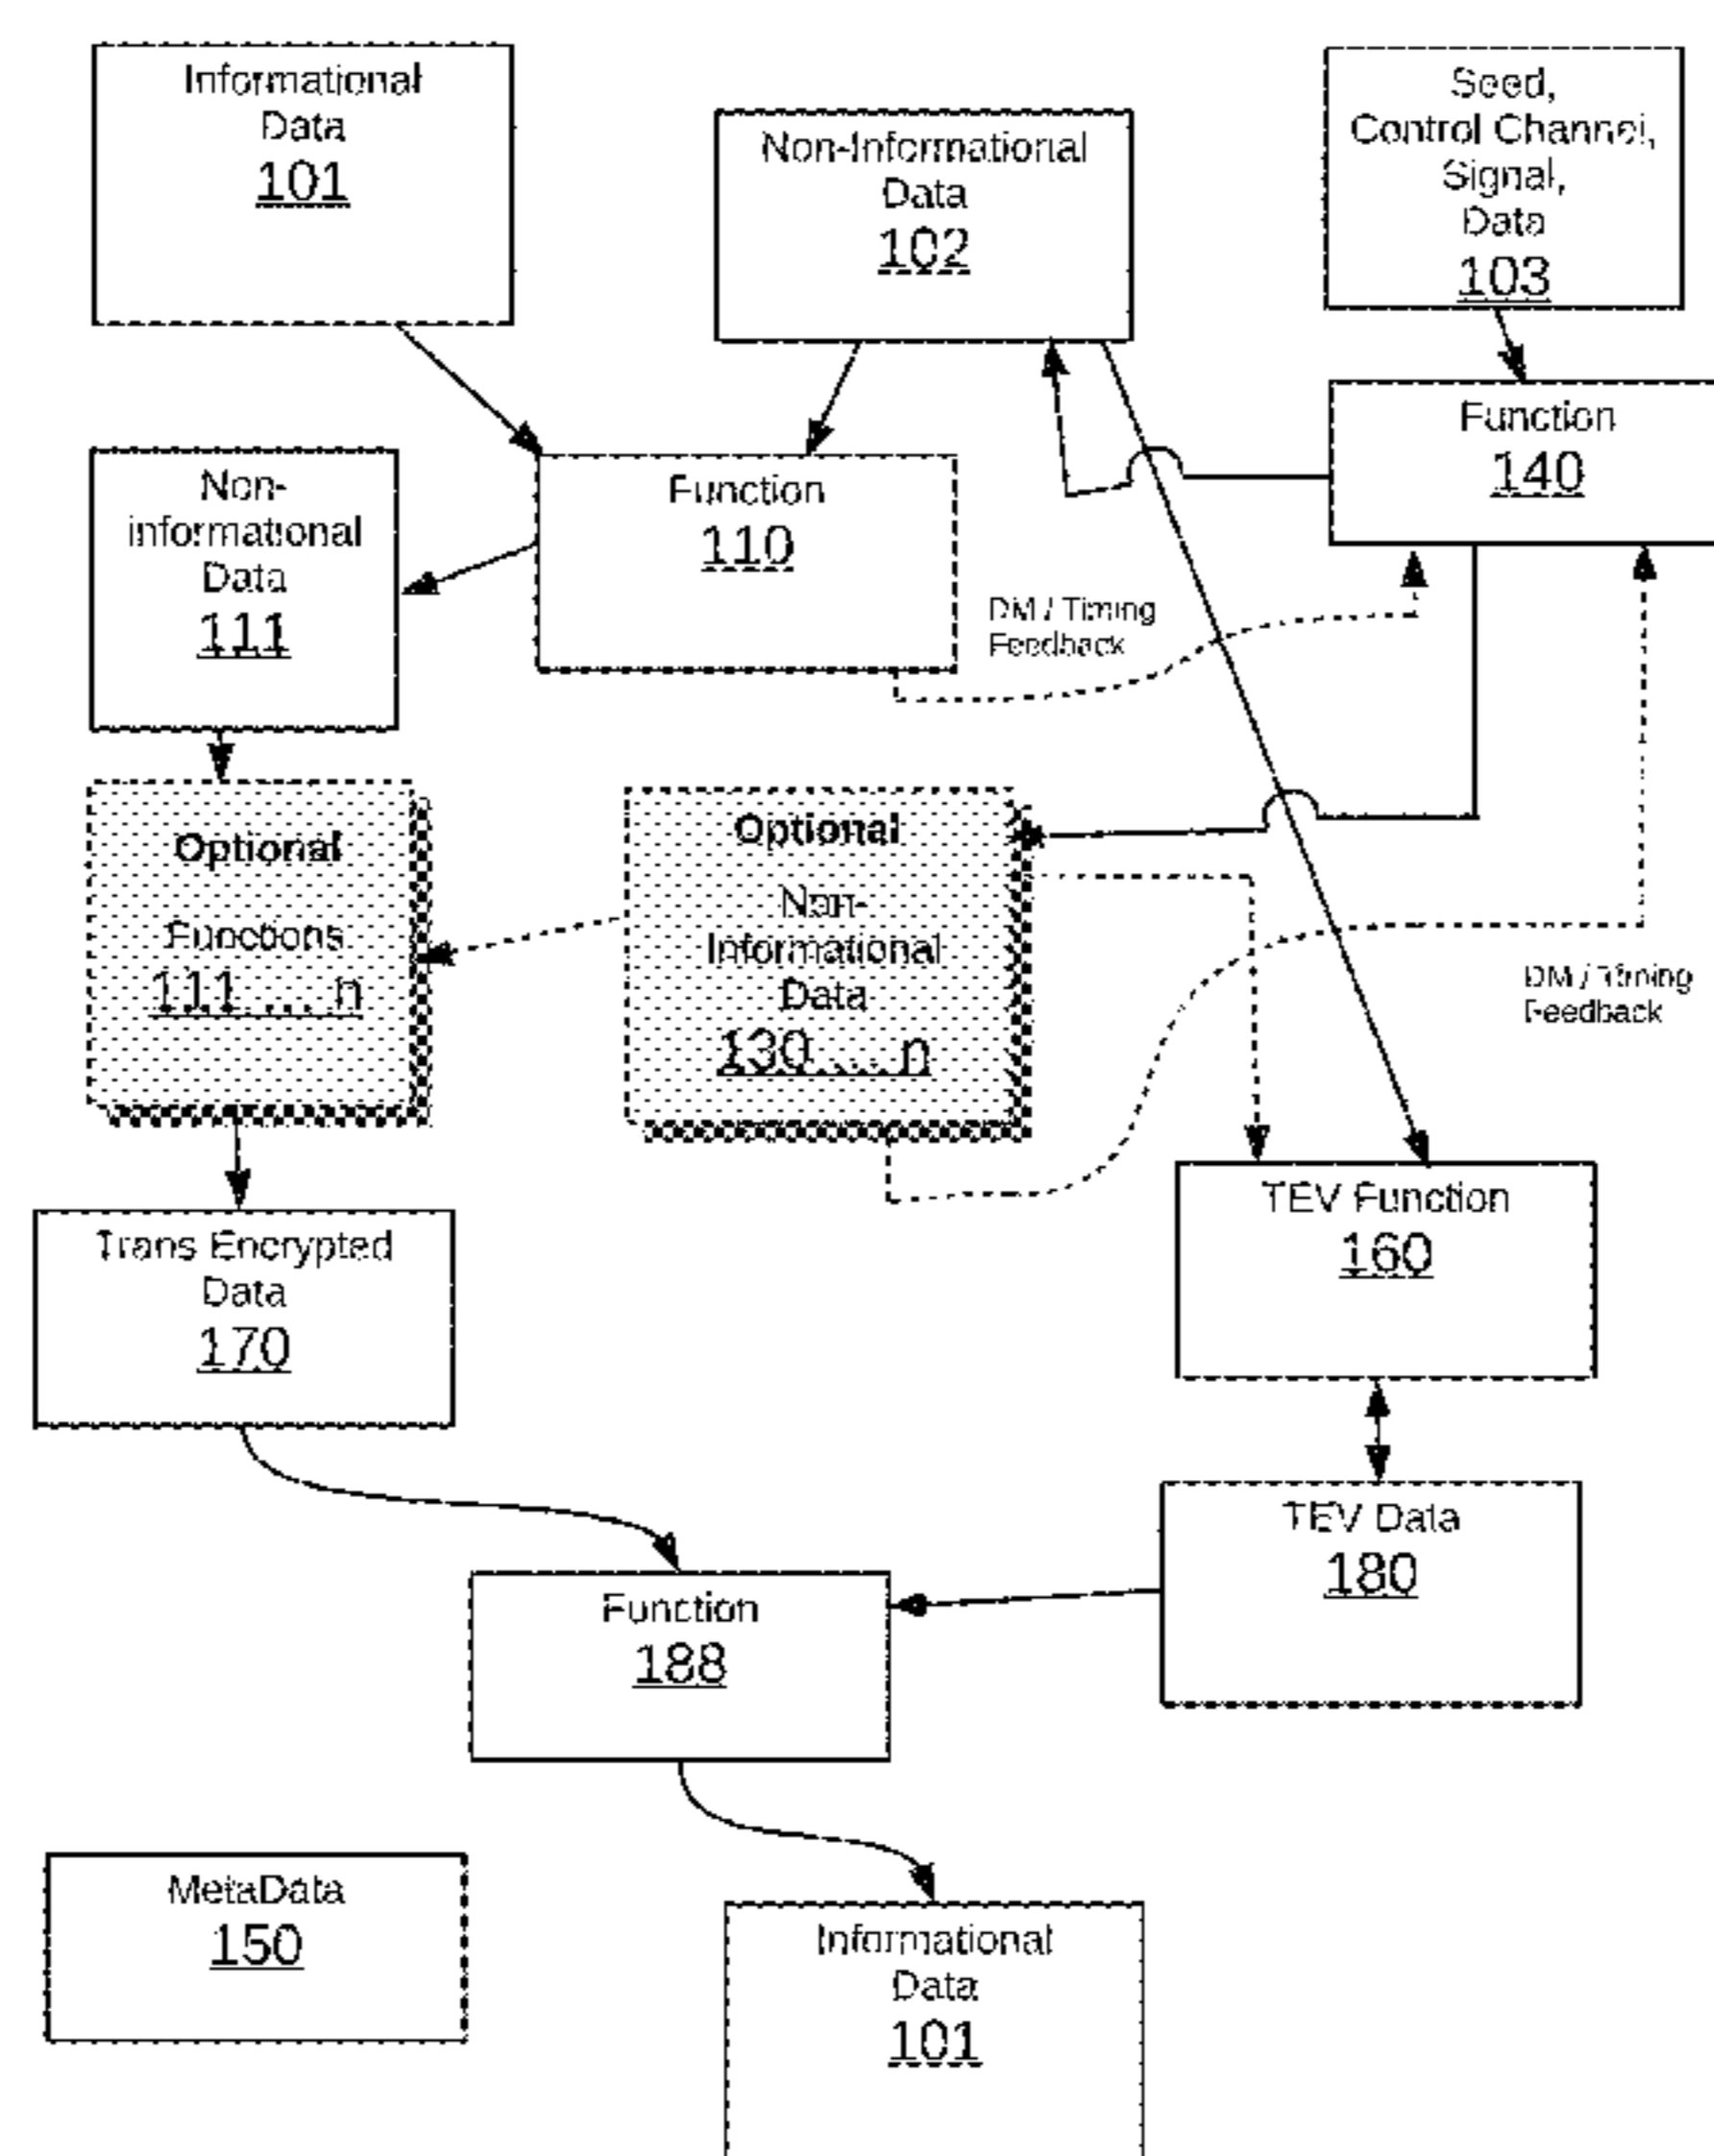 Informational
Data
101
Non-Informational
Data
102
Seed,
Control Channel,
Signal,
Data
103
Function
140
Non-
informational
Data
111
Function
110
DM / Timing
Feedback
Optional
Functions
111 .... n
Optional
Non-
Informational
Data
130 .... n
DM / Timing
Feedback
Trans Encrypted
Data
170
TEV Function
160
TEV Data
180
Function
188
MetaData
150
Informational
Data
101